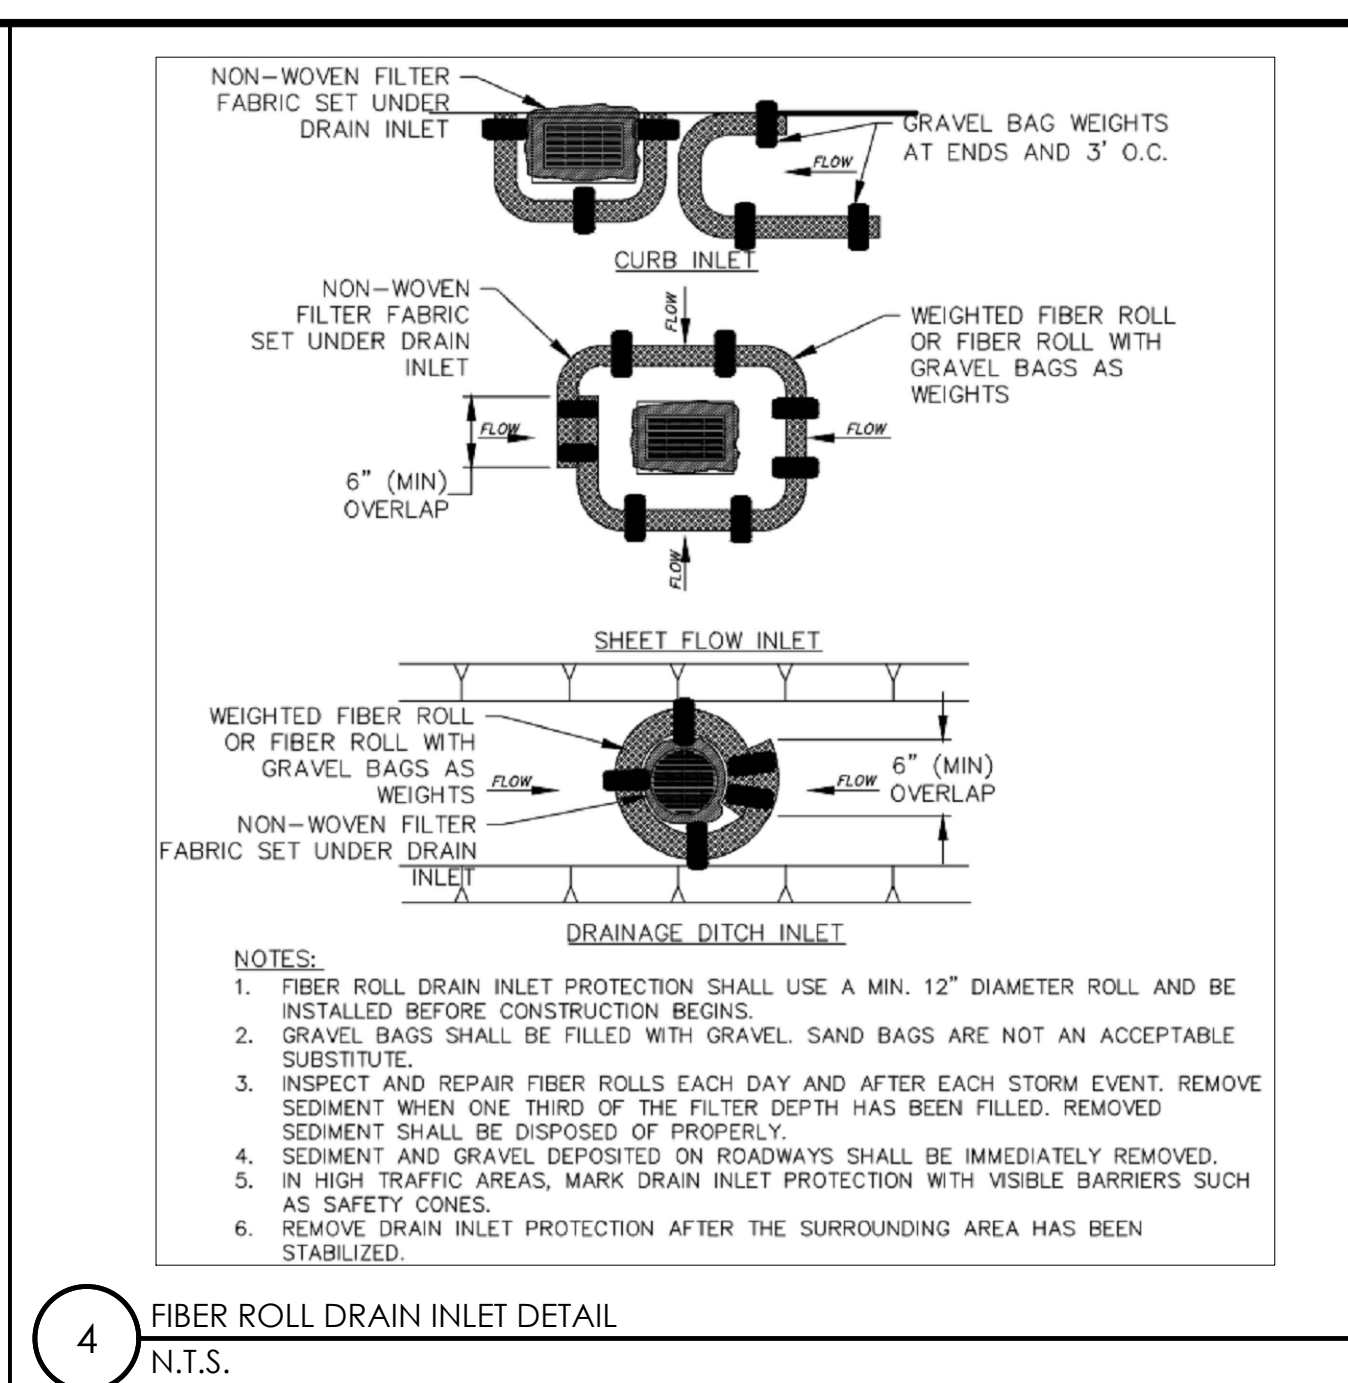 NON-WOVEN FILTER
FABRIC SET UNDER
DRAIN INLET
GRAVEL BAG WEIGHTS
AT ENDS AND 3' O.C.
FLOW
CURB INLET
NON-WOVEN
FILTER FABRIC
SET UNDER DRAIN
INLET
FLOW
WEIGHTED FIBER ROLL
OR FIBER ROLL WITH
GRAVEL BAGS AS
WEIGHTS
FLOW
FLOW
6" (MIN)
OVERLAP
FLOW
SHEET FLOW INLET
WEIGHTED FIBER ROLL
OR FIBER ROLL WITH
GRAVEL BAGS AS
WEIGHTS
FLOW
FLOW
6" (MIN)
OVERLAP
NON-WOVEN FILTER
FABRIC SET UNDER DRAIN
INLET
DRAINAGE DITCH INLET
NOTES:
1. FIBER ROLL DRAIN INLET PROTECTION SHALL USE A MIN. 12" DIAMETER ROLL AND BE
INSTALLED BEFORE CONSTRUCTION BEGINS.
2. GRAVEL BAGS SHALL BE FILLED WITH GRAVEL. SAND BAGS ARE NOT AN ACCEPTABLE
SUBSTITUTE.
3. INSPECT AND REPAIR FIBER ROLLS EACH DAY AND AFTER EACH STORM EVENT. REMOVE
SEDIMENT WHEN ONE THIRD OF THE FILTER DEPTH HAS BEEN FILLED. REMOVED
SEDIMENT SHALL BE DISPOSED OF PROPERLY.
4. SEDIMENT AND GRAVEL DEPOSITED ON ROADWAYS SHALL BE IMMEDIATELY REMOVED.
5. IN HIGH TRAFFIC AREAS, MARK DRAIN INLET PROTECTION WITH VISIBLE BARRIERS SUCH
AS SAFETY CONES.
6. REMOVE DRAIN INLET PROTECTION AFTER THE SURROUNDING AREA HAS BEEN
STABILIZED.
4
FIBER ROLL DRAIN INLET DETAIL
N.T.S.